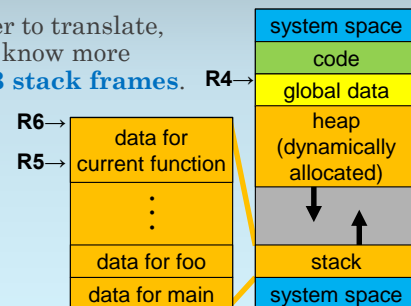 er to translate,
know more
3 stack frames.
R4→
R6→
R5→
data for
current function
data for foo
data for main
system space
code
global data
heap
(dynamically
allocated)
stack
system space